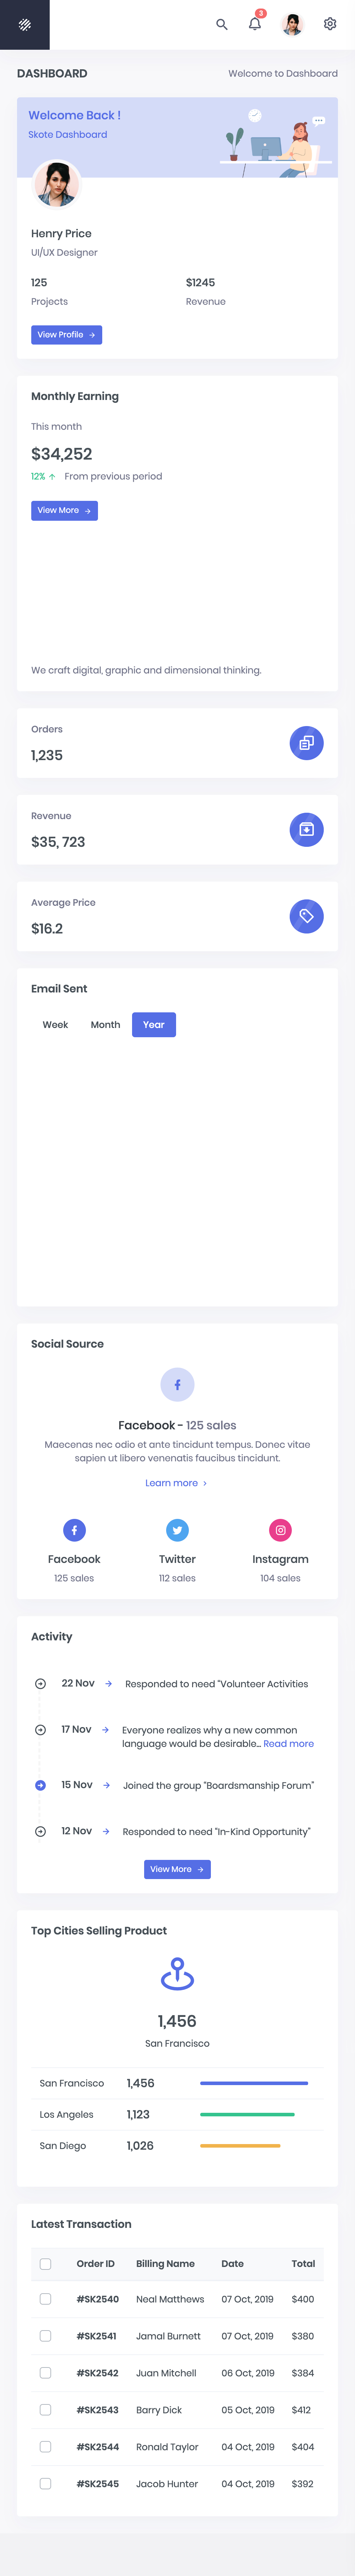 3
DASHBOARD
Welcome to Dashboard
Welcome Back !
Skote Dashboard
Henry Price
UI/UX Designer
125
$1245
Projects
Revenue
View Profile
Monthly Earning
This month
$34,252
12% ↑ From previous period
View More
We craft digital, graphic and dimensional thinking.
Orders
1,235
Revenue
$35, 723
Average Price
$16.2
Email Sent
Week Month Year
Social Source
Facebook - 125 sales
Maecenas nec odio et ante tincidunt tempus. Donec vitae
sapien ut libero venenatis faucibus tincidunt.
Learn more
Facebook Twitter Instagram
125 sales 112 sales 104 sales
Activity
22 Nov Responded to need "Volunteer Activities
17 Nov Everyone realizes why a new common
language would be desirable... Read more
15 Nov Joined the group "Boardsmanship Forum"
12 Nov Responded to need "In-Kind Opportunity"
View More
Top Cities Selling Product
1,456
San Francisco
San Francisco 1,456
Los Angeles 1,123
San Diego 1,026
Latest Transaction
Order ID Billing Name Date Total
#SK2540 Neal Matthews 07 Oct, 2019 $400
#SK2541 Jamal Burnett 07 Oct, 2019 $380
#SK2542 Juan Mitchell 06 Oct, 2019 $384
#SK2543 Barry Dick 05 Oct, 2019 $412
#SK2544 Ronald Taylor 04 Oct, 2019 $404
#SK2545 Jacob Hunter 04 Oct, 2019 $392